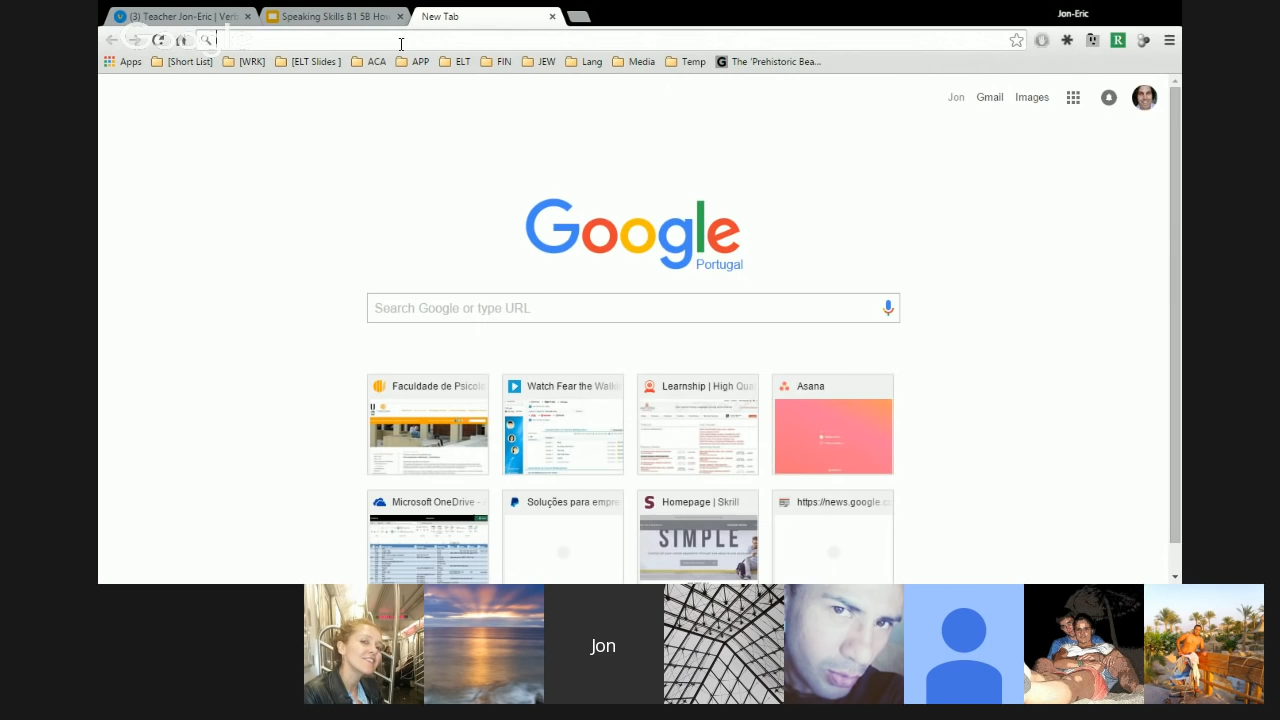 (3) Teacher Jon-Eric | Verb
Speaking Skills B1 5B Hou
New Tab
Jon-Eric
Google
Apps [Short List] [WRK] [ELT Slides ] ACA APP ELT FIN JEW Lang Media Temp The 'Prehistoric Bea...
Jon Gmail Images
Google
Portugal
Search Google or type URL
Faculdade de Psicolo
Watch Fear the Walki
Learnship | High Qua
Asana
Microsoft OneDrive -
Soluções para empre
Homepage | Skrill
https://news.google.c
SIMPLE
Jon